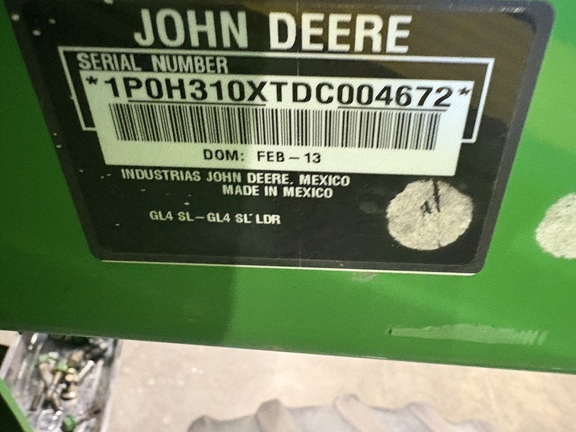 JOHN DEERE
SERIAL NUMBER
*1P0H310XTDC004672*
DOM: FEB-13
INDUSTRIAS JOHN DEERE, MEXICO
MADE IN MEXICO
GL4 SL-GL4 SL LDR